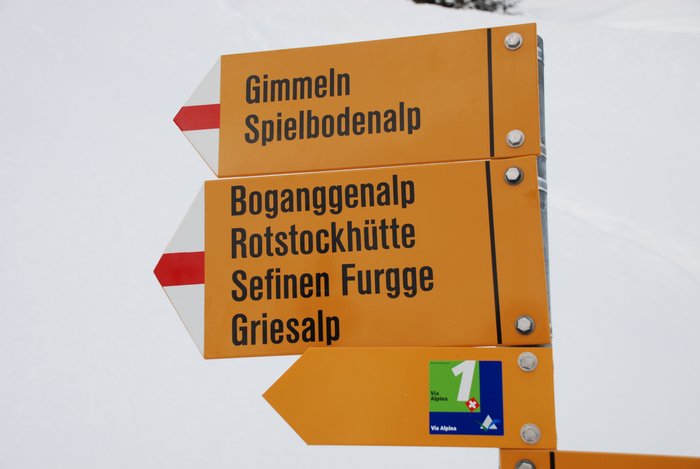 Gimmeln
Spielbodenalp
Boganggenalp
Rotstockhütte
Sefinen Furgge
Griesalp
1
Via
Alpina
Via Alpina